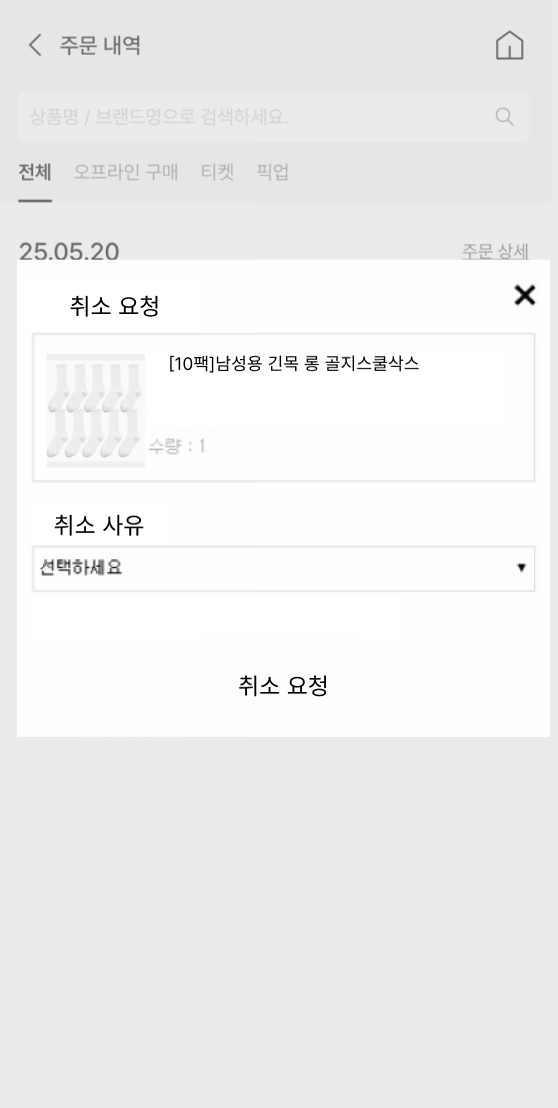 주문 내역
상품명 / 브랜드명으로 검색하세요.
전체 오프라인 구매 티켓 픽업
25.05.20 주문 상세
취소 요청
[10팩]남성용 긴목 롱 골지스쿨삭스
수량 : 1
취소 사유
선택하세요
취소 요청